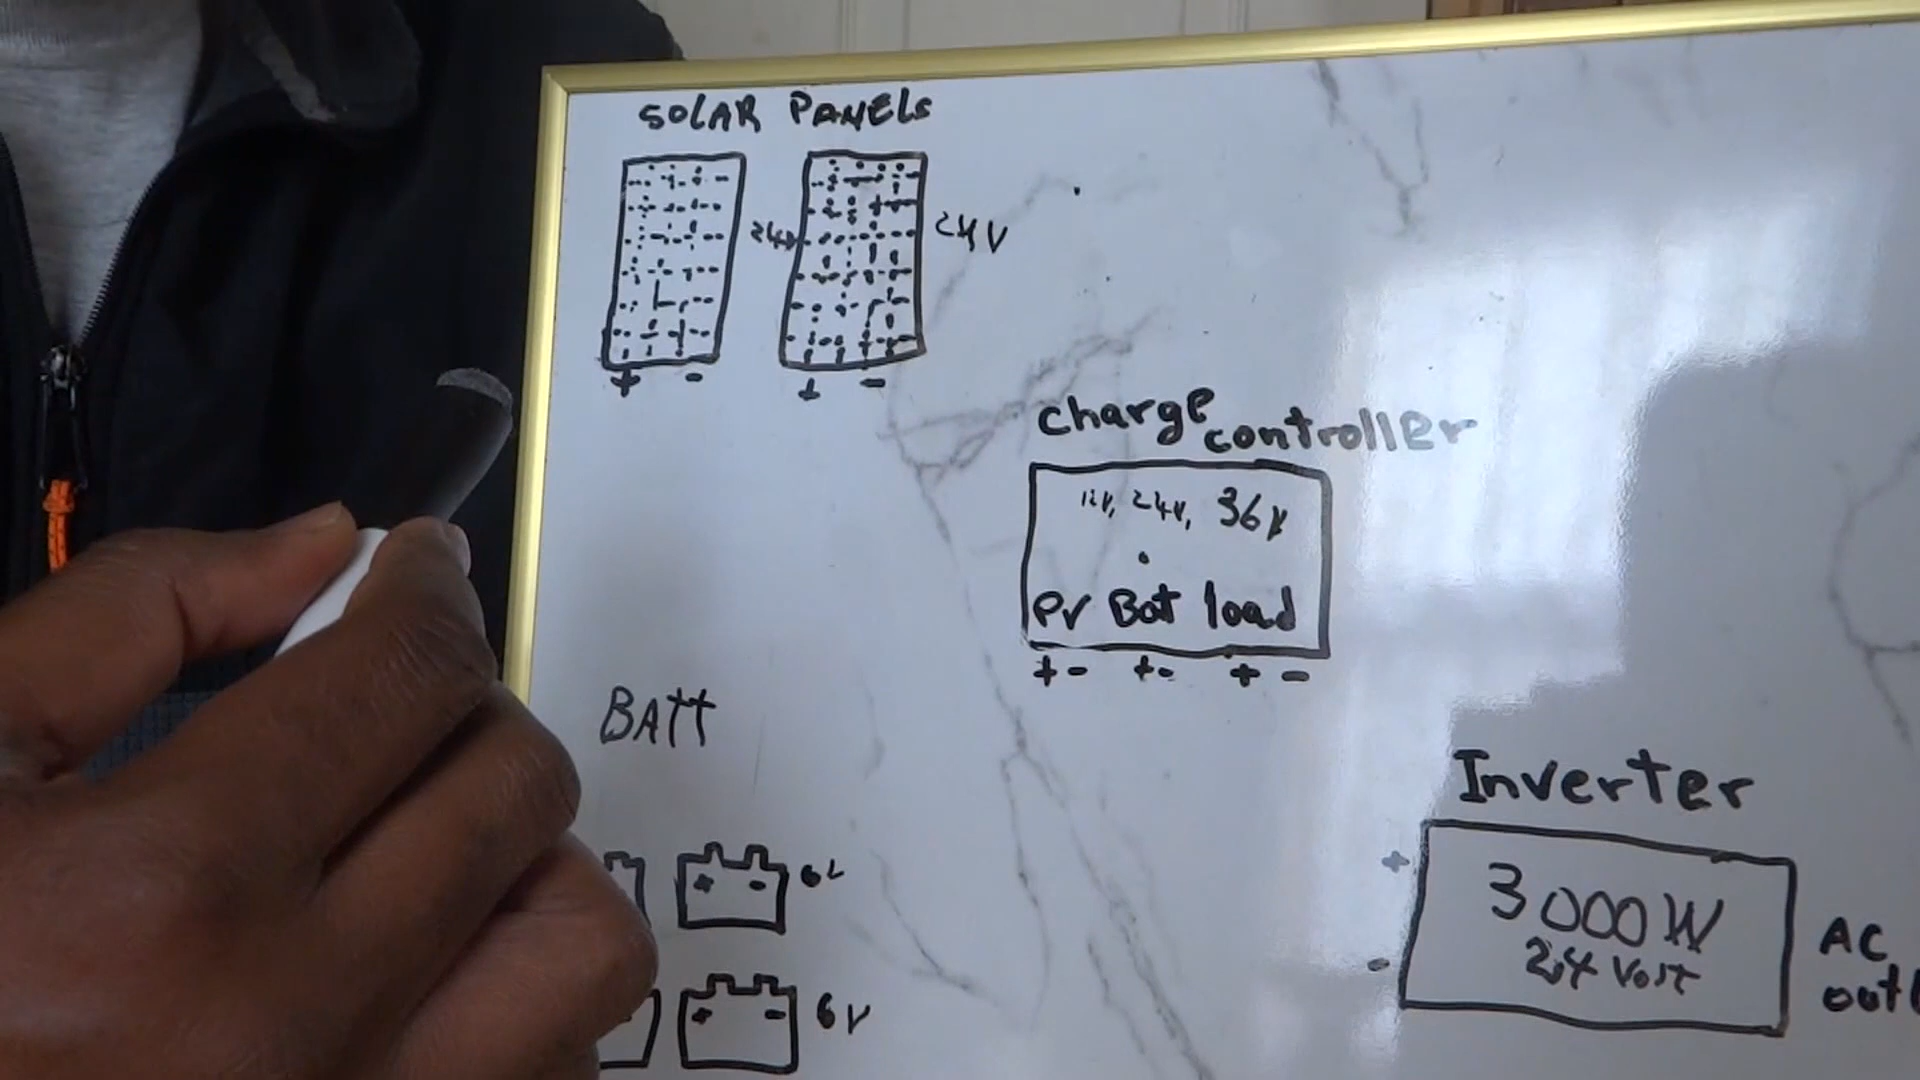 SOLAR PANELS
24V
24V
+ - + -
charge controller
12V, 24V, 36V
PV Bat load
+ - + - + -
BATT
+ -
+ - 6V
Inverter
+
-
3000W
24 Volt
AC